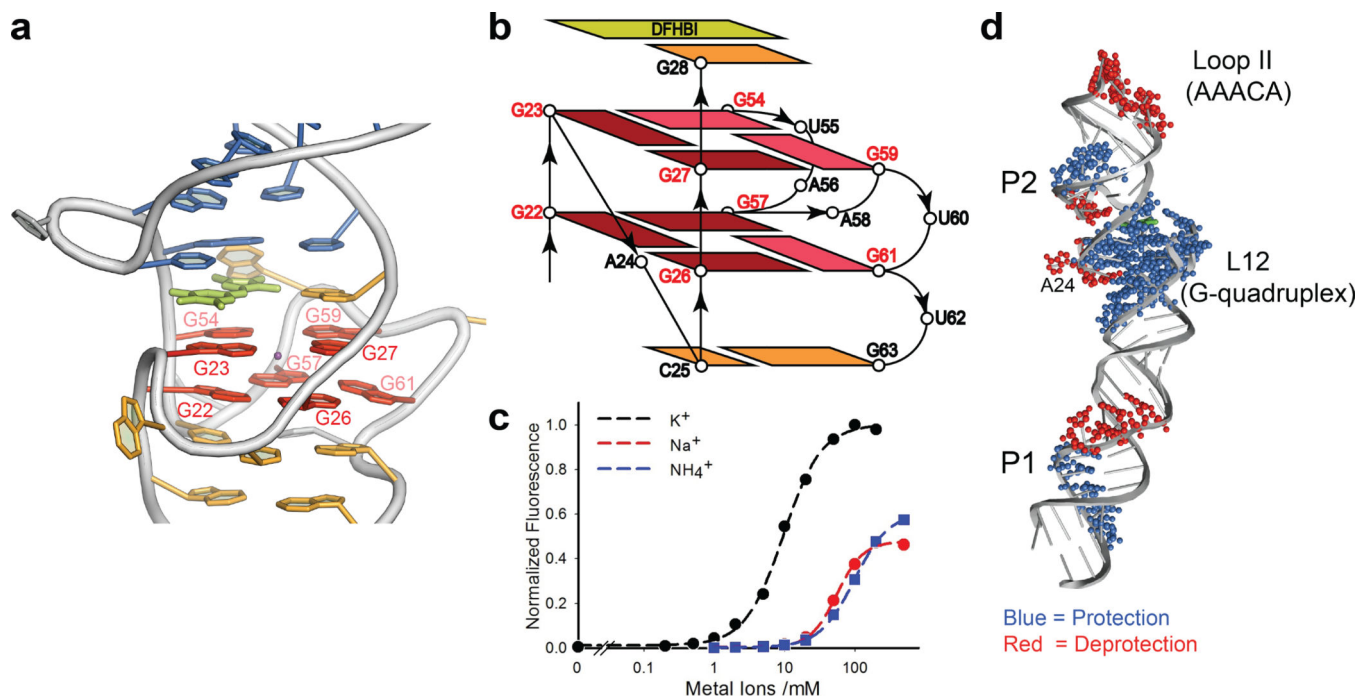 a
G54
G59
G23
G27
G57
G61
G22
G26
b
DFHBI
G28
G23
G54
U55
G59
G27
A56
G57
A58
G22
U60
A24
G26
G61
U62
C25
G63
c
K+
Na+
NH4+
Normalized Fluorescence
1.0
0.8
0.6
0.4
0.2
0.0
0
0.1
1
10
100
Metal Ions /mM
d
Loop II
(AAACA)
P2
L12
A24
(G-quadruplex)
P1
Blue = Protection
Red = Deprotection